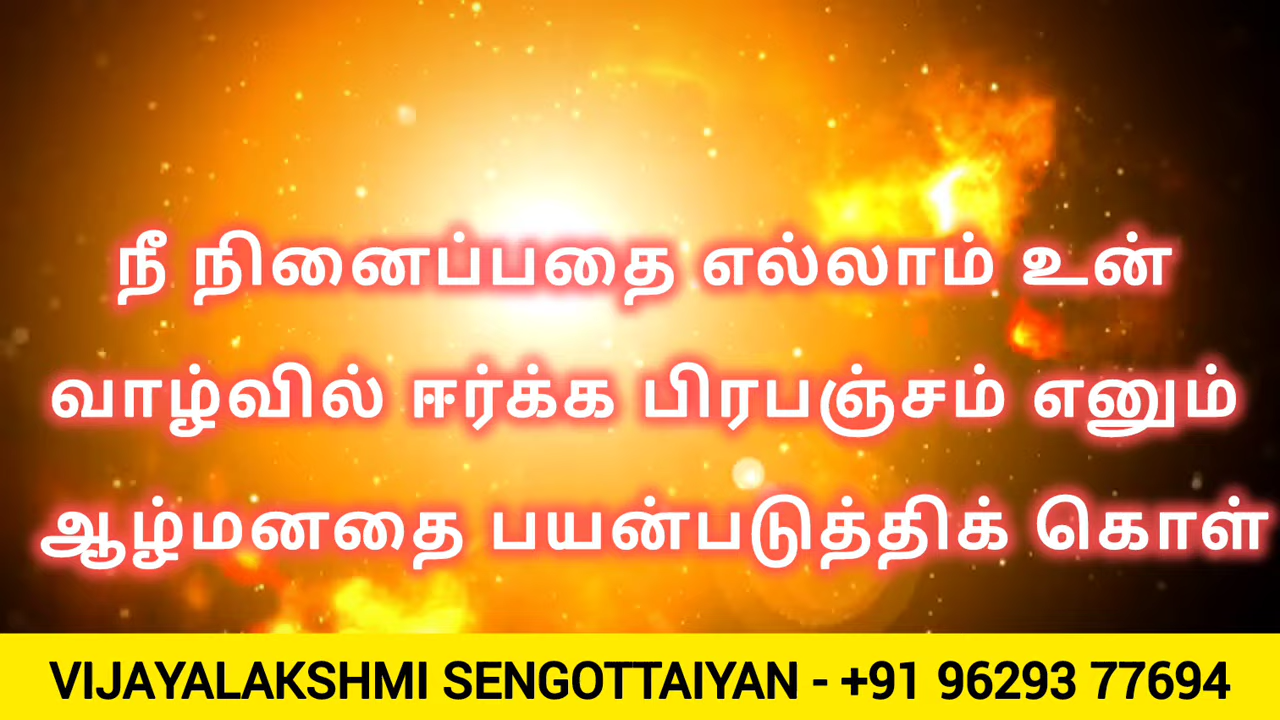 நீ நினைப்பதை எல்லாம் உன்
வாழ்வில் ஈர்க்க பிரபஞ்சம் எனும்
ஆழ்மனதை பயன்படுத்திக் கொள்
VIJAYALAKSHMI SENGOTTAIYAN - +91 96293 77694